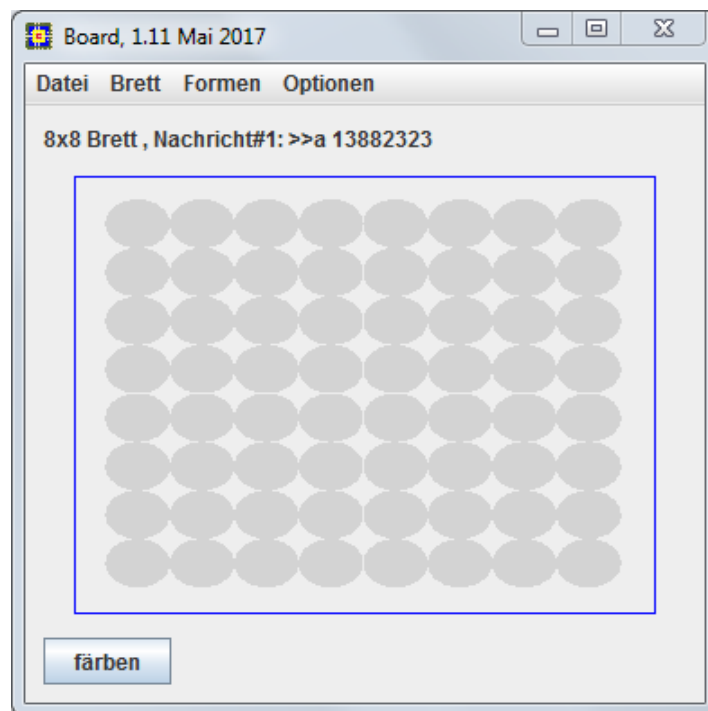 Board, 1.11 Mai 2017
Datei Brett Formen Optionen
8x8 Brett , Nachricht#1: >>a 13882323
färben